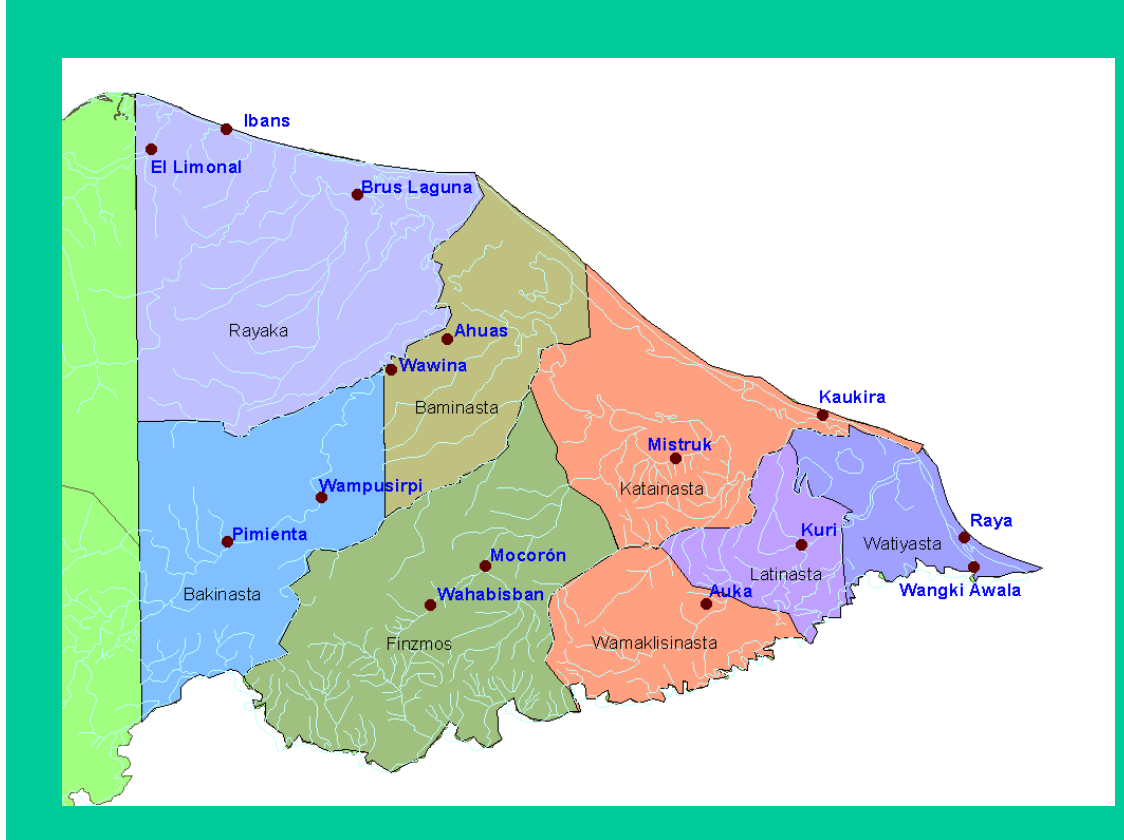 Ibans
El Limonal
Brus Laguna
Rayaka
Ahuas
Wawina
Baminasta
Kaukira
Mistruk
Katainasta
Wampusirpi
Pimienta
Raya
Kuri
Watiyasta
Mocorón
Latinasta
Bakinasta
Wahabisban
Auka
Wangki Awala
Finzmos
Wamaklisinasta